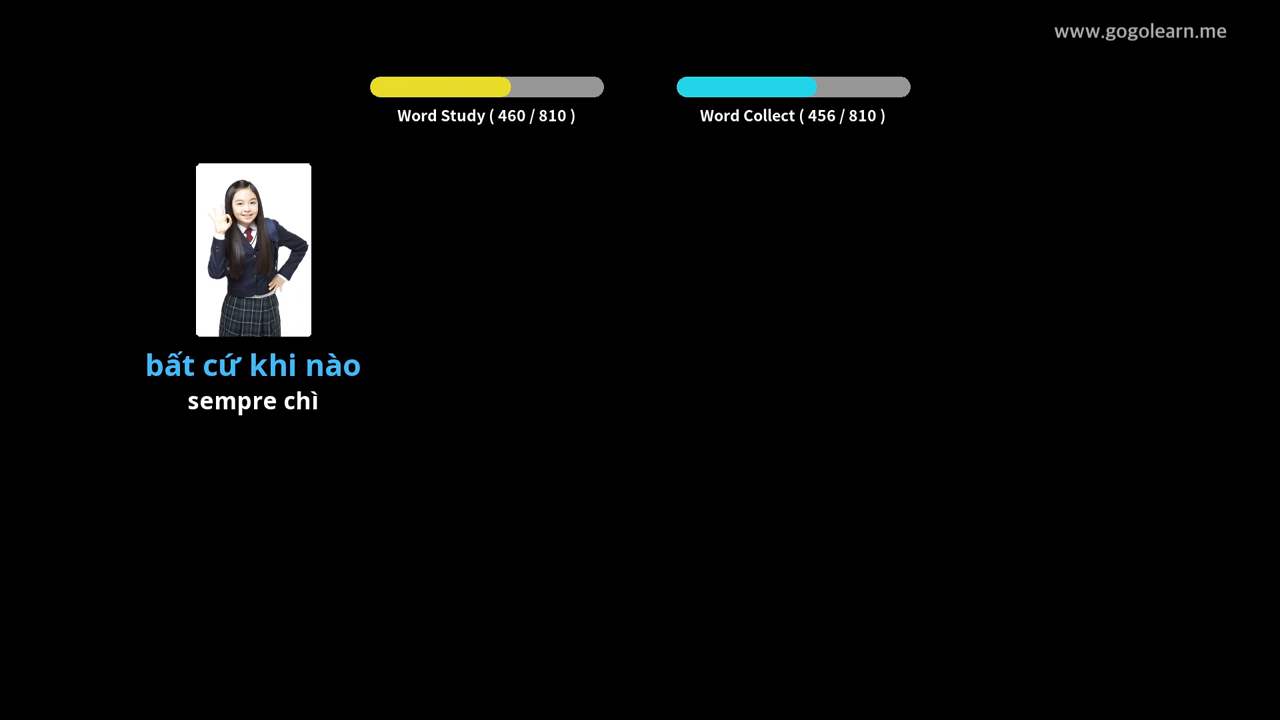 www.gogolearn.me
Word Study ( 460 / 810 )
Word Collect ( 456 / 810 )
bất cứ khi nào
sempre chì